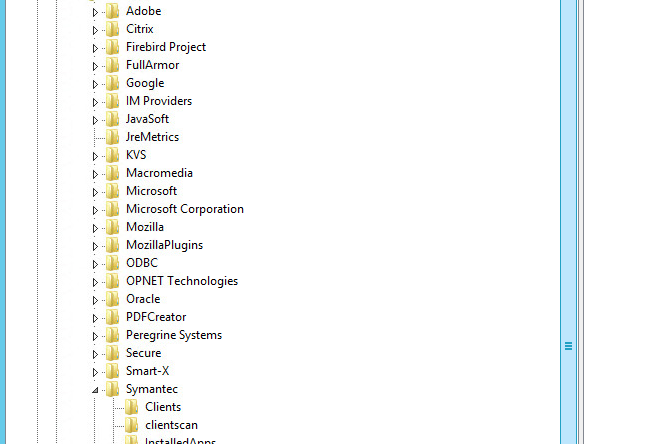 Adobe
Citrix
Firebird Project
FullArmor
Google
IM Providers
JavaSoft
JreMetrics
KVS
Macromedia
Microsoft
Microsoft Corporation
Mozilla
MozillaPlugins
ODBC
OPNET Technologies
Oracle
PDFCreator
Peregrine Systems
Secure
Smart-X
Symantec
Clients
clientscan
InstalledApps